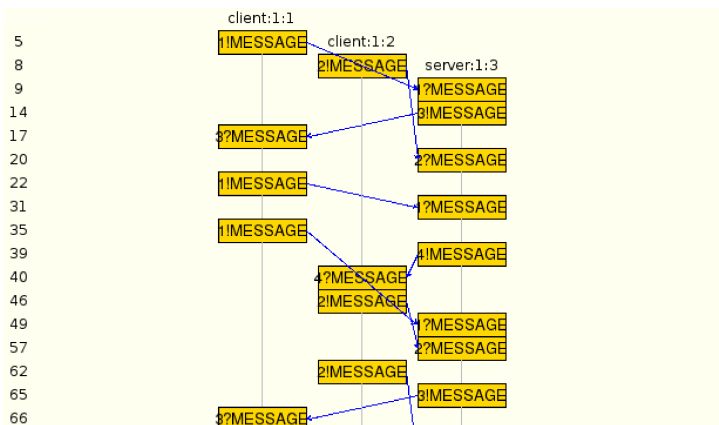 client:1:1
5 1!MESSAGE client:1:2
8 2!MESSAGE server:1:3
9 1?MESSAGE
14 3!MESSAGE
17 3?MESSAGE
20 2?MESSAGE
22 1!MESSAGE
31 1?MESSAGE
35 1!MESSAGE
39 4!MESSAGE
40 4?MESSAGE
46 2!MESSAGE
49 1?MESSAGE
57 2?MESSAGE
62 2!MESSAGE
65 3!MESSAGE
66 3?MESSAGE